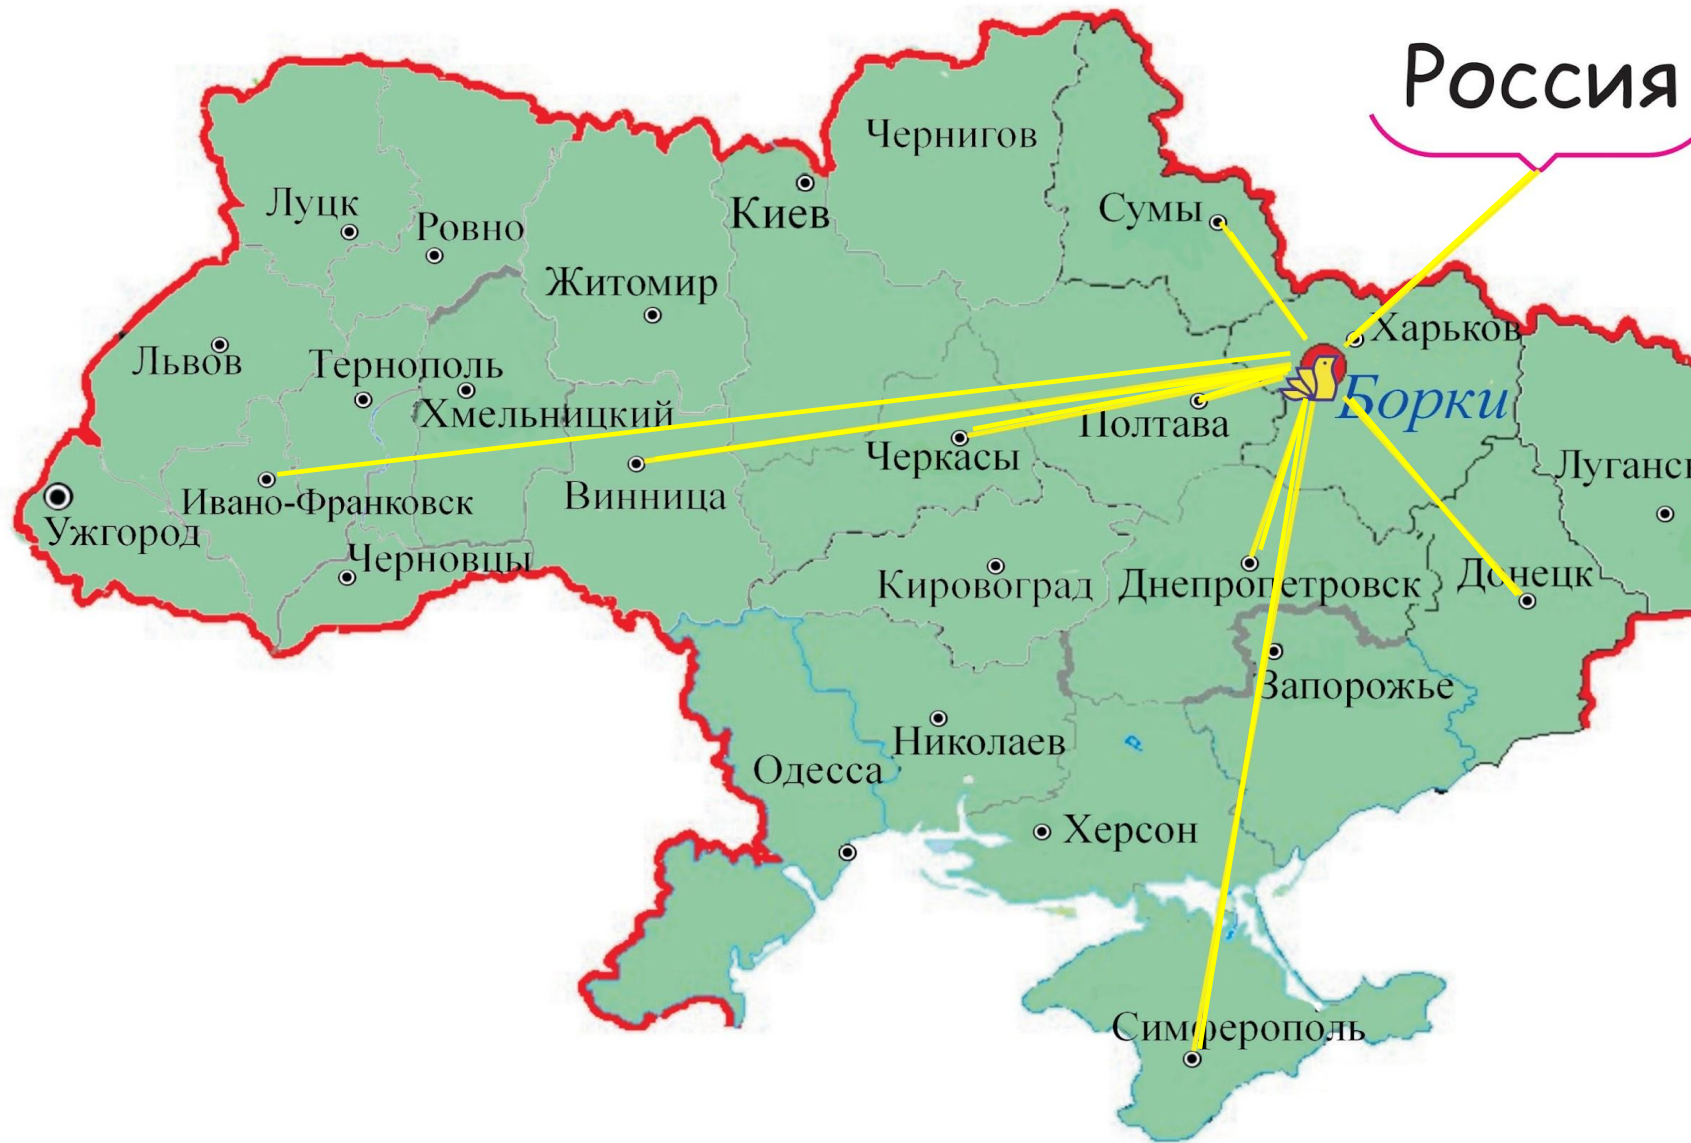 Россия
Чернигов
Луцк
Ровно
Киев
Сумы
Житомир
Харьков
Львов
Тернополь
Хмельницкий
Борки
Полтава
Черкасы
Луганск
Ивано-Франковск
Винница
Ужгород
Черновцы
Кировоград
Днепропетровск
Донецк
Запорожье
Николаев
Одесса
Херсон
Симферополь